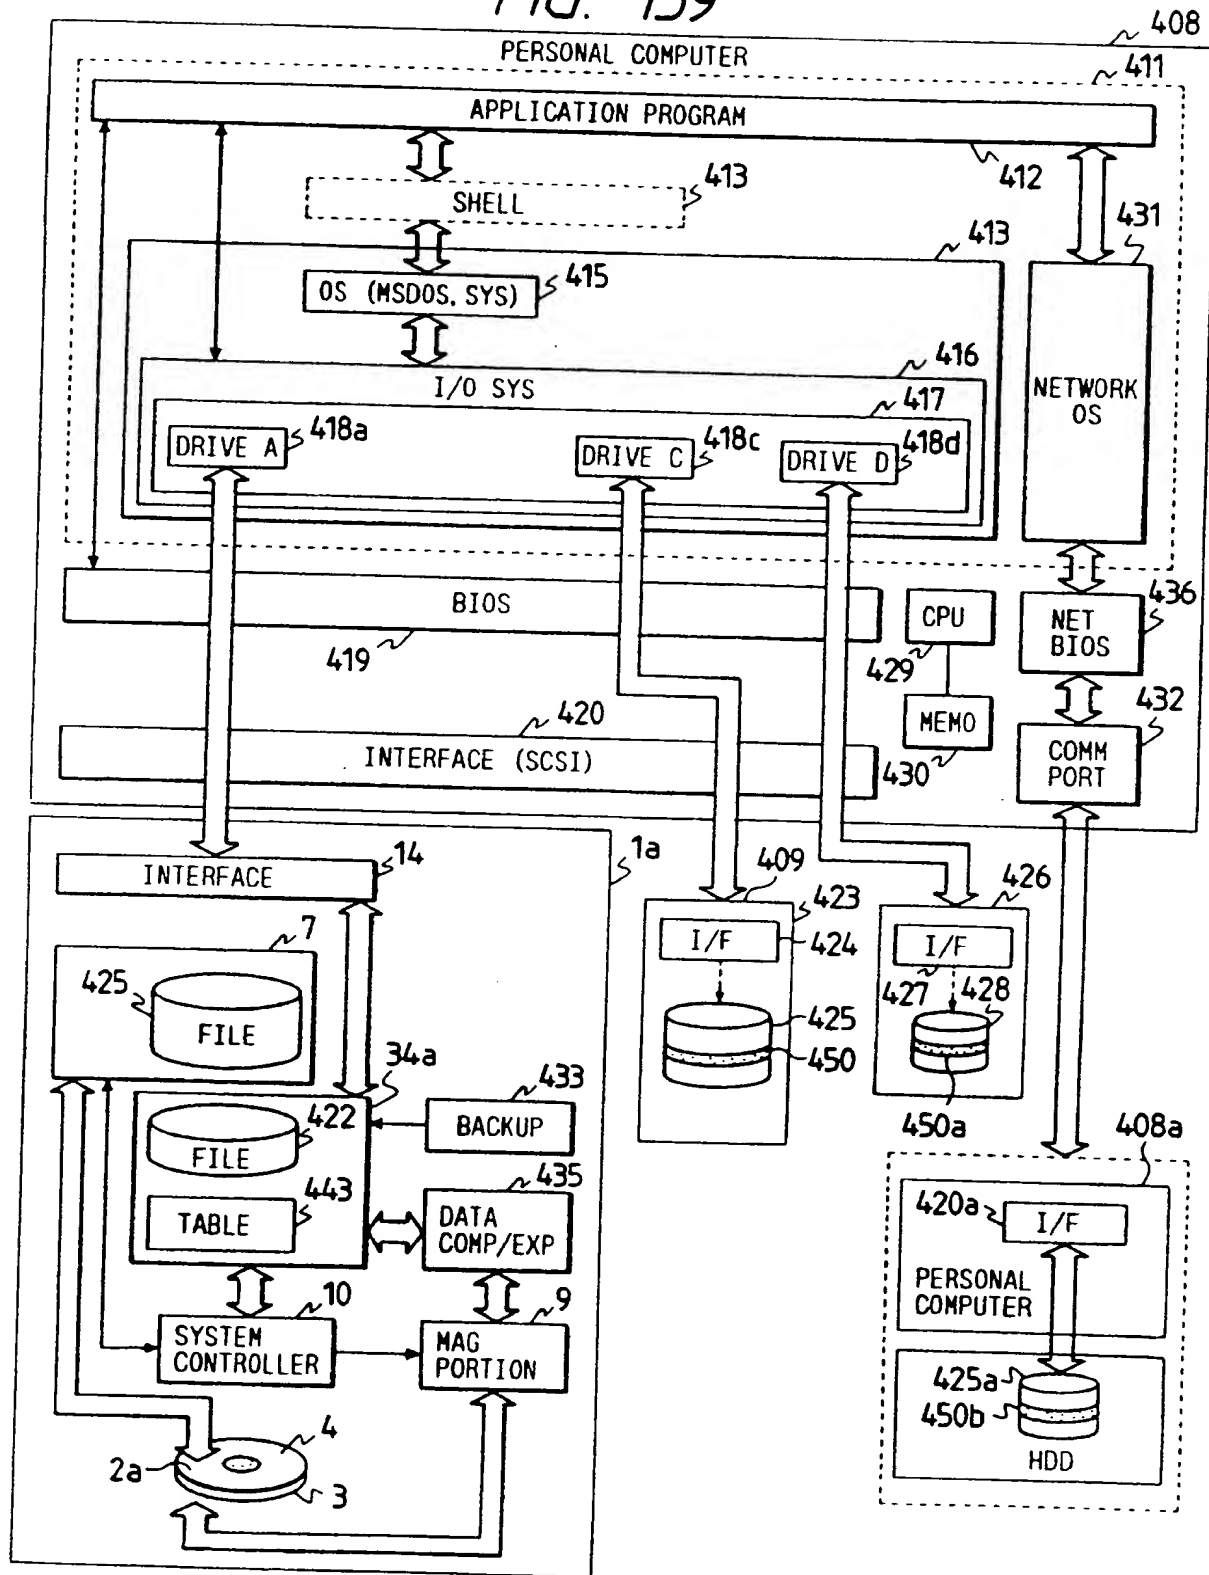 FIG. 159
408
PERSONAL COMPUTER
411
APPLICATION PROGRAM
412
SHELL
413
431
413
OS (MSDOS, SYS)
415
416
I/O SYS
417
NETWORK
OS
DRIVE A
418a
DRIVE C
418c
DRIVE D
418d
BIOS
419
CPU
429
NET
BIOS
436
420
INTERFACE (SCSI)
MEMO
430
432
COMM
PORT
1a
14
INTERFACE
409
423
426
7
I/F
424
I/F
427
428
425
FILE
425
450
450a
34a
422
FILE
433
BACKUP
408a
443
TABLE
435
DATA
COMP/EXP
420a
I/F
PERSONAL
COMPUTER
10
SYSTEM
CONTROLLER
9
MAG
PORTION
425a
450b
HDD
4
2a
3